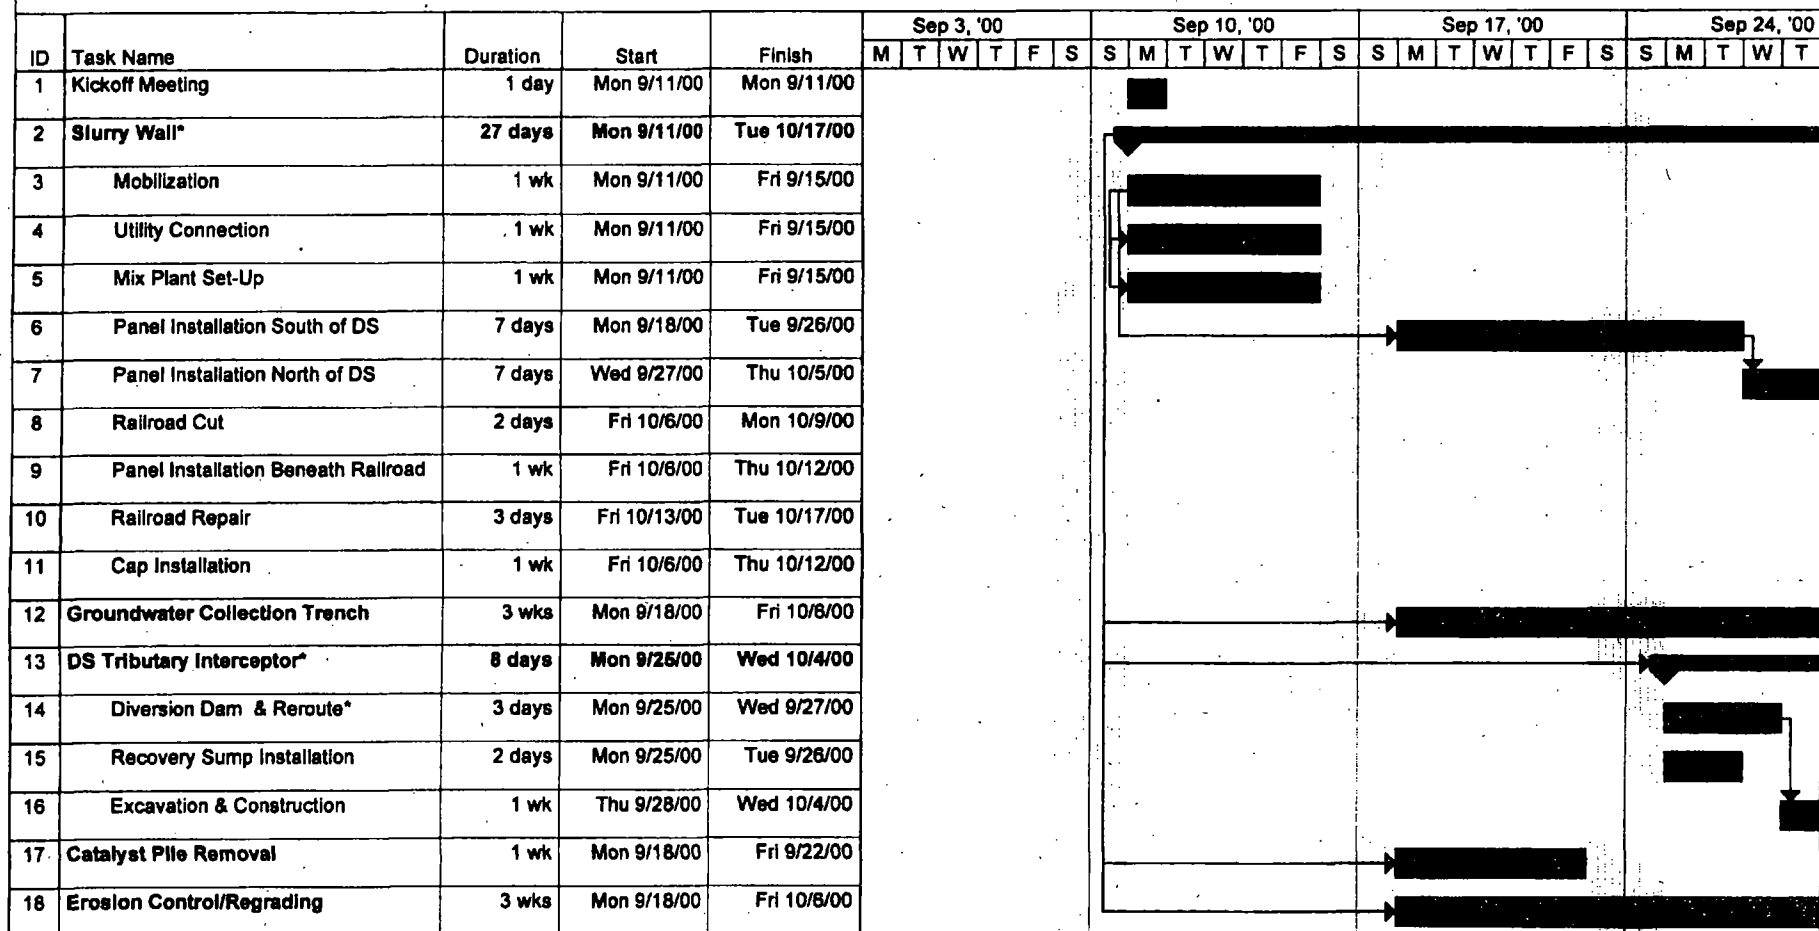 Sep 3, '00 Sep 10, '00 Sep 17, '00 Sep 24, '00
ID Task Name Duration Start Finish M T W T F S S M T W T F S S M T W T F S S M T W T
1 Kickoff Meeting 1 day Mon 9/11/00 Mon 9/11/00
2 Slurry Wall* 27 days Mon 9/11/00 Tue 10/17/00
3 Mobilization 1 wk Mon 9/11/00 Fri 9/15/00
4 Utility Connection 1 wk Mon 9/11/00 Fri 9/15/00
5 Mix Plant Set-Up 1 wk Mon 9/11/00 Fri 9/15/00
6 Panel Installation South of DS 7 days Mon 9/18/00 Tue 9/26/00
7 Panel Installation North of DS 7 days Wed 9/27/00 Thu 10/5/00
8 Railroad Cut 2 days Fri 10/6/00 Mon 10/9/00
9 Panel Installation Beneath Railroad 1 wk Fri 10/6/00 Thu 10/12/00
10 Railroad Repair 3 days Fri 10/13/00 Tue 10/17/00
11 Cap Installation 1 wk Fri 10/6/00 Thu 10/12/00
12 Groundwater Collection Trench 3 wks Mon 9/18/00 Fri 10/6/00
13 DS Tributary Interceptor* 8 days Mon 9/25/00 Wed 10/4/00
14 Diversion Dam & Reroute* 3 days Mon 9/25/00 Wed 9/27/00
15 Recovery Sump Installation 2 days Mon 9/25/00 Tue 9/26/00
16 Excavation & Construction 1 wk Thu 9/28/00 Wed 10/4/00
17 Catalyst Pile Removal 1 wk Mon 9/18/00 Fri 9/22/00
18 Erosion Control/Regrading 3 wks Mon 9/18/00 Fri 10/6/00